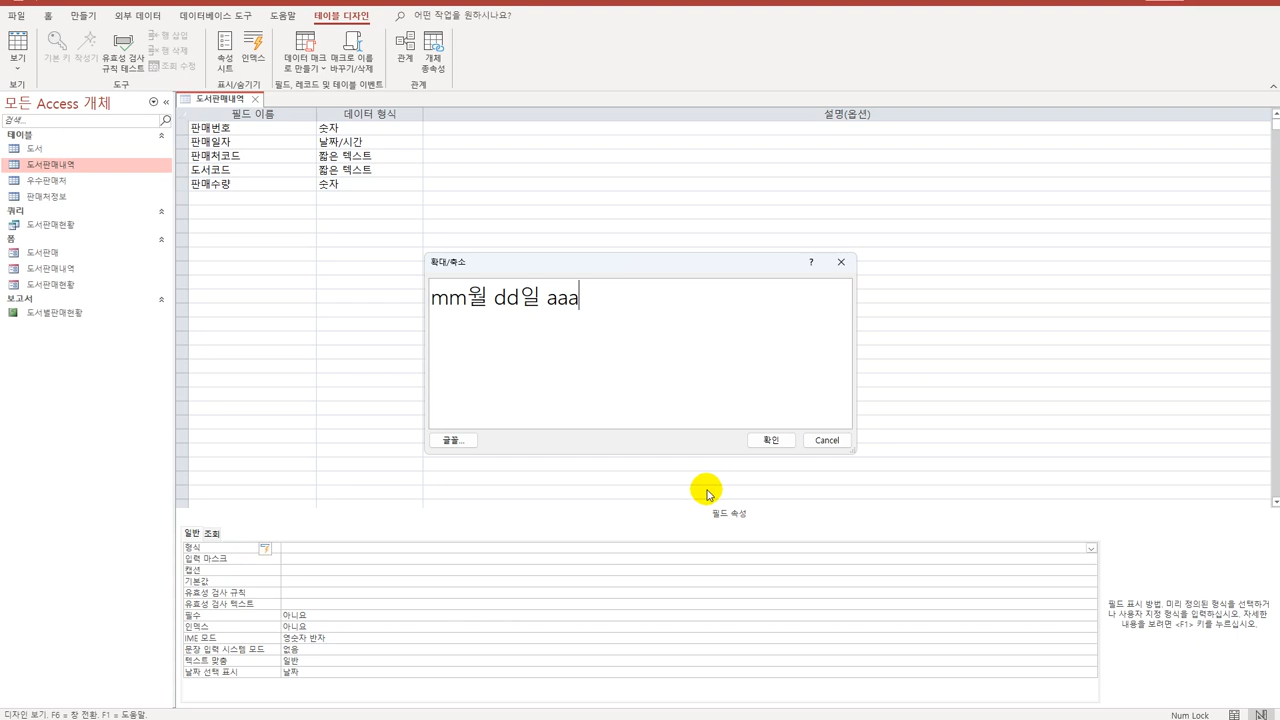 파일 홈 만들기 외부 데이터 데이터베이스 도구 도움말 테이블 디자인 어떤 작업을 원하시나요?
보기
기본 키
작성기
유효성 검사
규칙 테스트
행 삽입
행 삭제
조회 수정
속성
시트
인덱스
데이터 매크
로 만들기
매크로 이름
바꾸기/삭제
관계
개체
종속성
보기 도구 표시/숨기기 필드, 레코드 및 테이블 이벤트 관계
모든 Access 개체
검색...
테이블
도서
도서판매내역
우수판매처
판매처정보
쿼리
도서판매현황
폼
도서판매
도서판매내역
도서판매현황
보고서
도서별판매현황
도서판매내역
필드 이름 데이터 형식 설명(옵션)
판매번호 숫자
판매일자 날짜/시간
판매처코드 짧은 텍스트
도서코드 짧은 텍스트
판매수량 숫자
확대/축소 ?
mm월 dd일 aaa
글꼴... 확인 Cancel
필드 속성
일반 조회
형식
입력 마스크
캡션
기본값
유효성 검사 규칙
유효성 검사 텍스트
필수 아니요
인덱스 아니요
IME 모드 영숫자 반자
문장 입력 시스템 모드 없음
텍스트 맞춤 일반
날짜 선택 표시 날짜
필드 표시 방법. 미리 정의된 형식을 선택하거
나 사용자 지정 형식을 입력하십시오. 자세한
내용을 보려면 <F1> 키를 누르십시오.
디자인 보기. F6 = 창 전환. F1 = 도움말. Num Lock